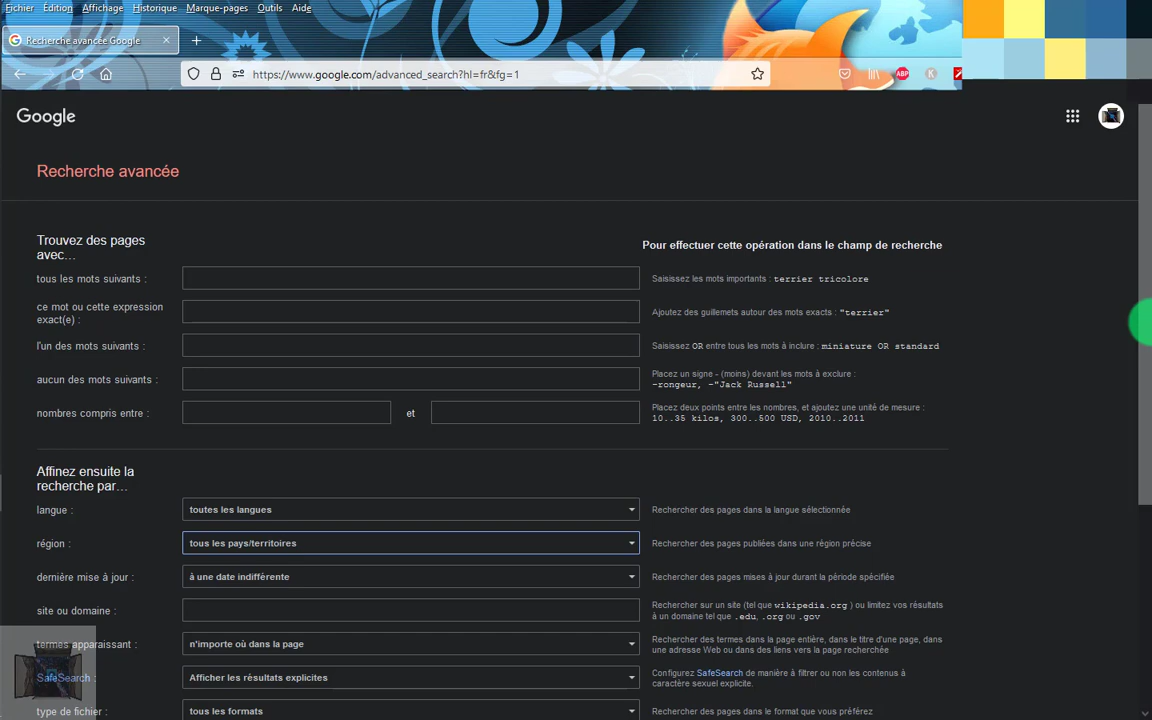 Fichier Édition Affichage Historique Marque-pages Outils Aide
Recherche avancée Google
https://www.google.com/advanced_search?hl=fr&fg=1
ABP
K
Google
Recherche avancée
Trouvez des pages
avec...
Pour effectuer cette opération dans le champ de recherche
tous les mots suivants :
Saisissez les mots importants : terrier tricolore
ce mot ou cette expression
exact(e) :
Ajoutez des guillemets autour des mots exacts : "terrier"
l'un des mots suivants :
Saisissez OR entre tous les mots à inclure : miniature OR standard
aucun des mots suivants :
Placez un signe - (moins) devant les mots à exclure :
-rongeur, -"Jack Russell"
nombres compris entre :
et
Placez deux points entre les nombres, et ajoutez une unité de mesure :
10..35 kilos, 300..500 USD, 2010..2011
Affinez ensuite la
recherche par...
langue :
toutes les langues
Rechercher des pages dans la langue sélectionnée
région :
tous les pays/territoires
Rechercher des pages publiées dans une région précise
dernière mise à jour :
à une date indifférente
Rechercher des pages mises à jour durant la période spécifiée
site ou domaine :
Rechercher sur un site (tel que wikipedia.org ) ou limitez vos résultats
à un domaine tel que .edu, .org ou .gov
termes apparaissant :
n'importe où dans la page
Rechercher des termes dans la page entière, dans le titre d'une page, dans
une adresse Web ou dans des liens vers la page recherchée
SafeSearch :
Afficher les résultats explicites
Configurez SafeSearch de manière à filtrer ou non les contenus à
caractère sexuel explicite.
type de fichier :
tous les formats
Rechercher des pages dans le format que vous préférez